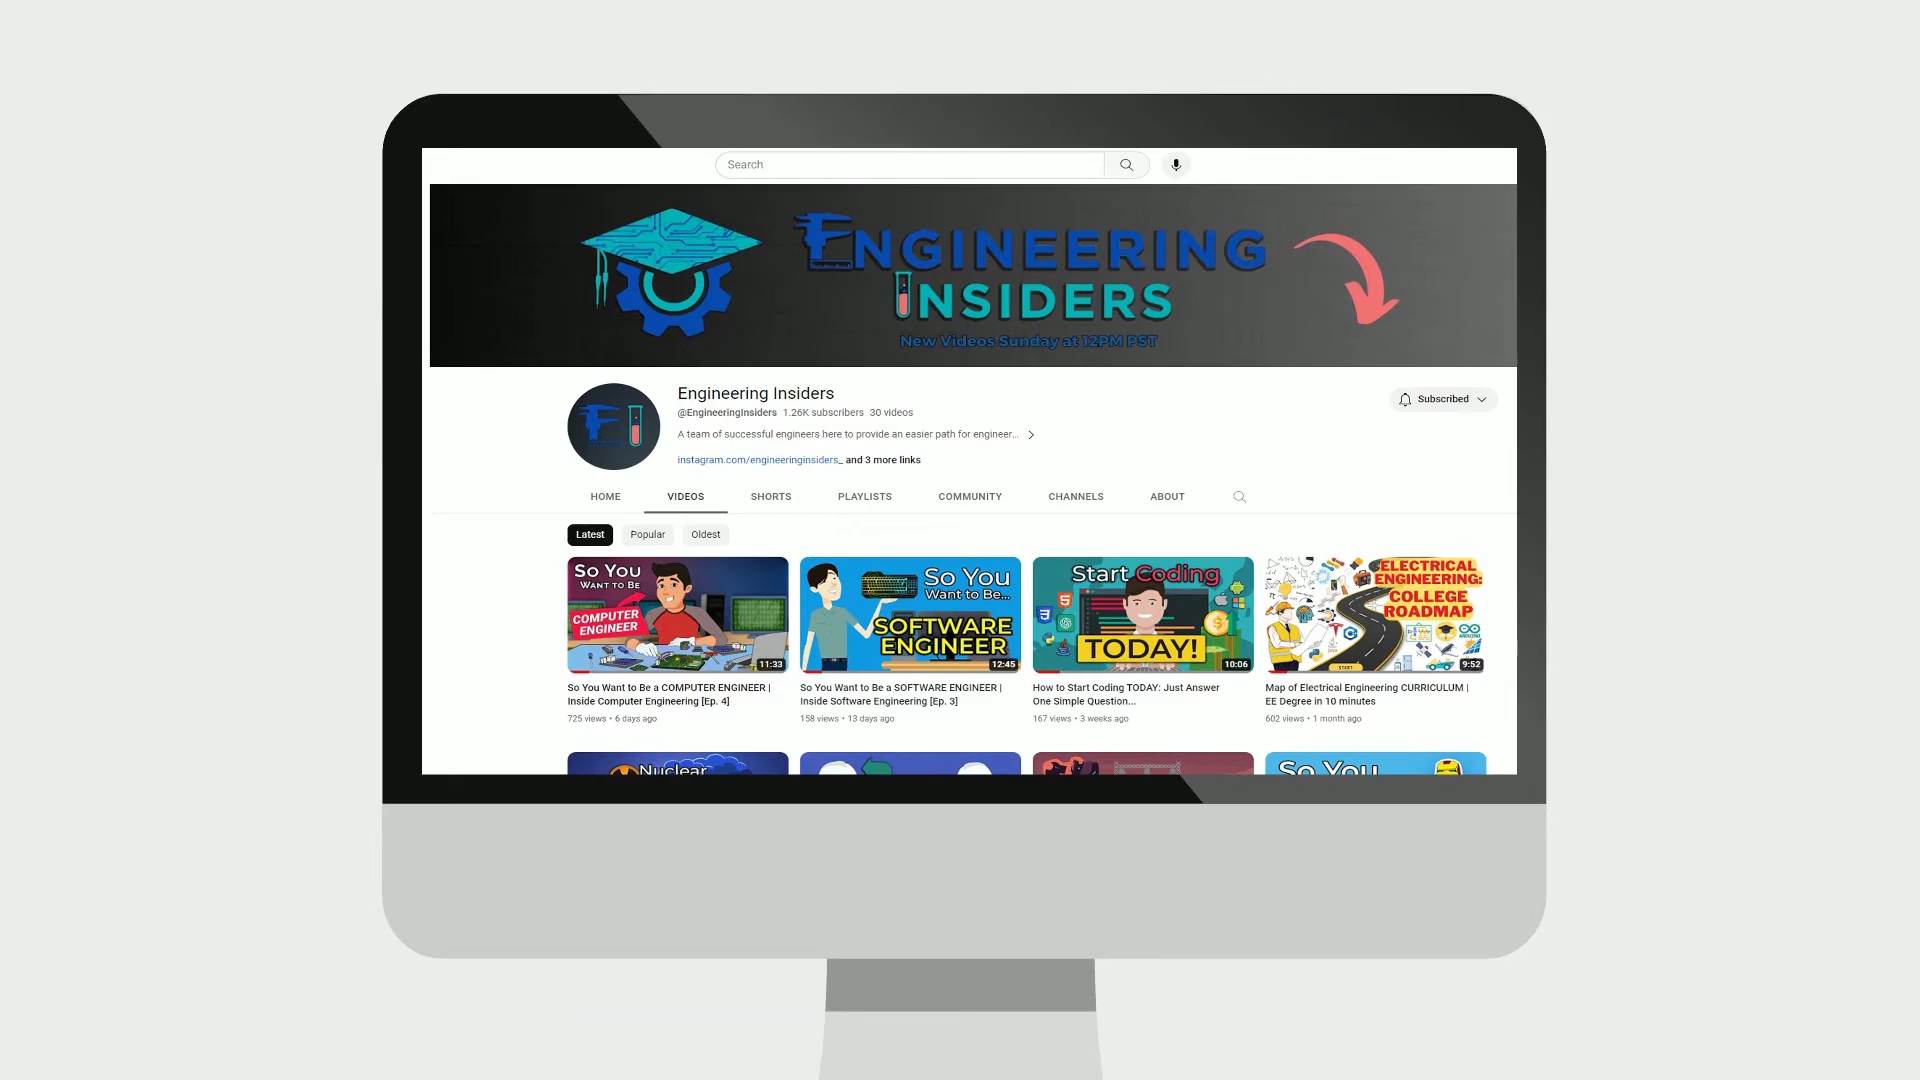 Search
ENGINEERING
INSIDERS
New Videos Sunday at 12PM PST
Engineering Insiders
@EngineeringInsiders 1.26K subscribers 30 videos
A team of successful engineers here to provide an easier path for engineer...
instagram.com/engineeringinsiders_ and 3 more links
Subscribed
HOME VIDEOS SHORTS PLAYLISTS COMMUNITY CHANNELS ABOUT
Latest Popular Oldest
So You
Want to Be
COMPUTER
ENGINEER
11:33
So You
Want to Be...
SOFTWARE
ENGINEER
12:45
Start Coding
TODAY!
10:06
ELECTRICAL
ENGINEERING:
COLLEGE
ROADMAP
START
9:52
So You Want to Be a COMPUTER ENGINEER |
Inside Computer Engineering [Ep. 4]
725 views • 6 days ago
So You Want to Be a SOFTWARE ENGINEER |
Inside Software Engineering [Ep. 3]
158 views • 13 days ago
How to Start Coding TODAY: Just Answer
One Simple Question...
167 views • 3 weeks ago
Map of Electrical Engineering CURRICULUM |
EE Degree in 10 minutes
602 views • 1 month ago
Nuclear
So You